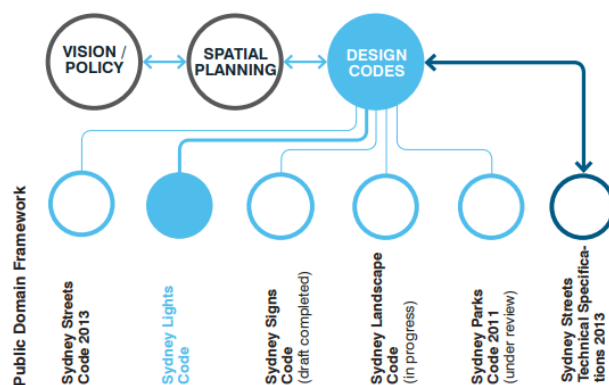 VISION /
POLICY
SPATIAL
PLANNING
DESIGN
CODES
Public Domain Framework
Sydney Streets
Code 2013
Sydney Lights
Code
Sydney Signs
Code
(draft completed)
Sydney Landscape
Code
(in progress)
Sydney Parks
Code 2011
(under review)
Sydney Streets
Technical Specifica-
tions 2013